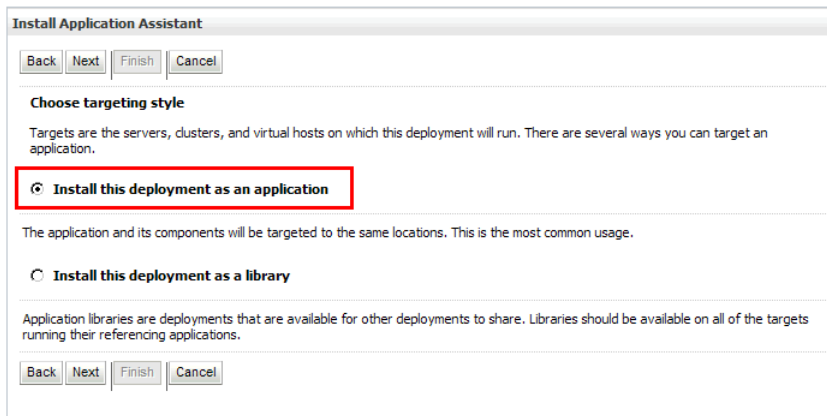 Install Application Assistant
Back Next Finish Cancel
Choose targeting style
Targets are the servers, clusters, and virtual hosts on which this deployment will run. There are several ways you can target an
application.
Install this deployment as an application
The application and its components will be targeted to the same locations. This is the most common usage.
Install this deployment as a library
Application libraries are deployments that are available for other deployments to share. Libraries should be available on all of the targets
running their referencing applications.
Back Next Finish Cancel